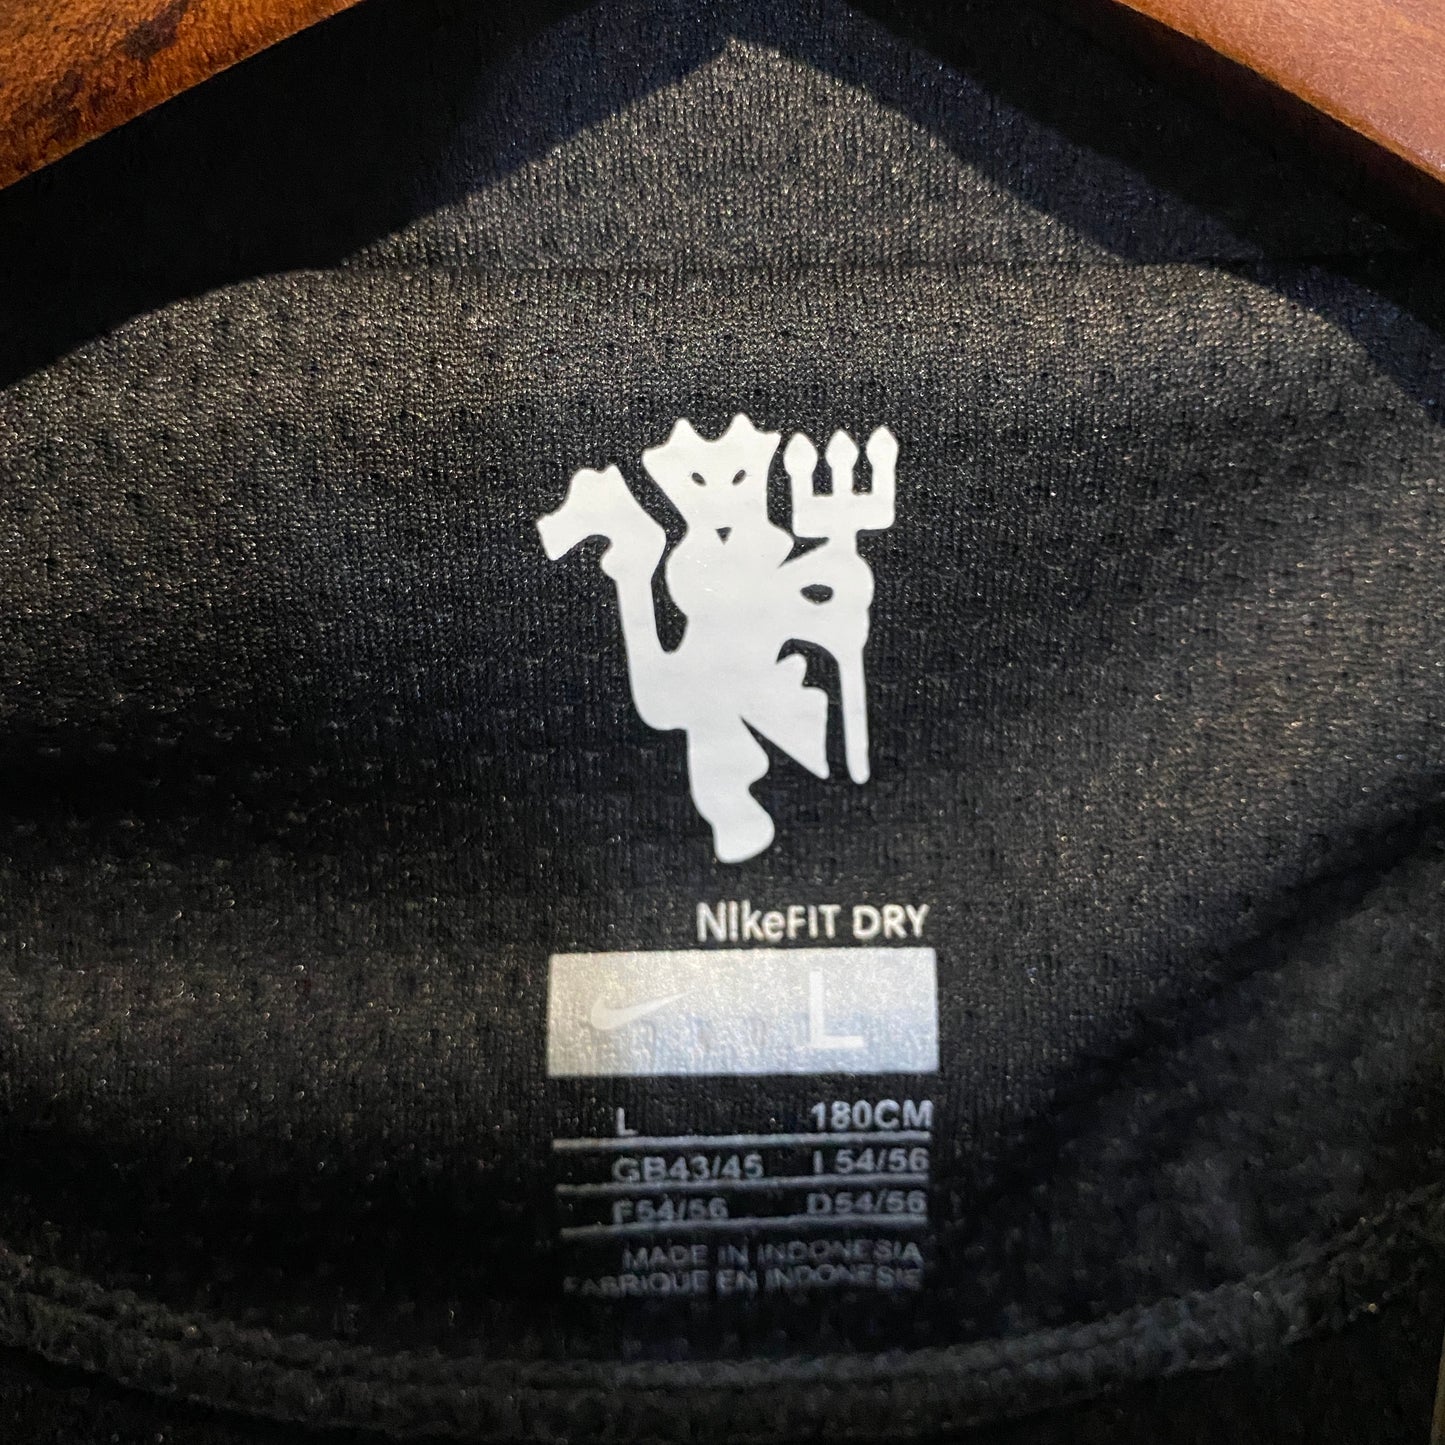 NIkeFIT DRY
L
L 180CM
GB43/45 I 54/56
F54/56 D54/56
MADE IN INDONESIA
FABRIQUE EN INDONESIE